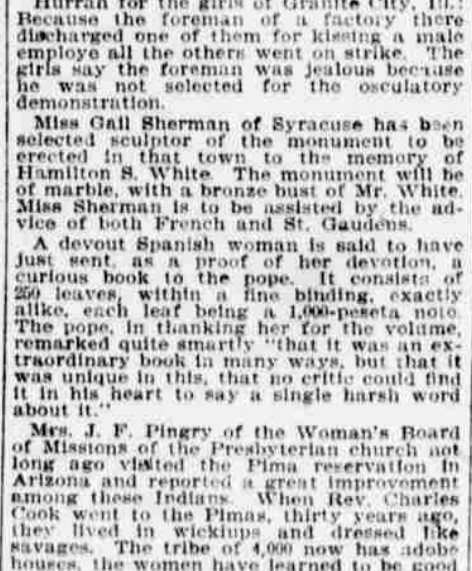 Hurrah for the girls of Granite City, Ill.!
Because the foreman of a factory there
discharged one of them for kissing a male
employe all the others went on strike. The
girls say the foreman was jealous because
he was not selected for the osculatory
demonstration.
Miss Gail Sherman of Syracuse has been
selected sculptor of the monument to be
erected in that town to the memory of
Hamilton S. White. The monument will be
of marble, with a bronze bust of Mr. White.
Miss Sherman is to be assisted by the ad-
vice of both French and St. Gaudens.
A devout Spanish woman is said to have
just sent, as a proof of her devotion, a
curious book to the pope. It consists of
250 leaves, within a fine binding, exactly
alike, each leaf being a 1,000-peseta note.
The pope, in thanking her for the volume,
remarked quite smartly "that it was an ex-
traordinary book in many ways, but that it
was unique in this, that no critic could find
it in his heart to say a single harsh word
about it."
Mrs. J. F. Pingry of the Woman's Board
of Missions of the Presbyterian church not
long ago visited the Pima reservation in
Arizona and reported a great improvement
among these Indians. When Rev. Charles
Cook went to the Pimas, thirty years ago,
they lived in wickiups and dressed like
savages. The tribe of 4,000 now has adobe
houses, the women have learned to be good